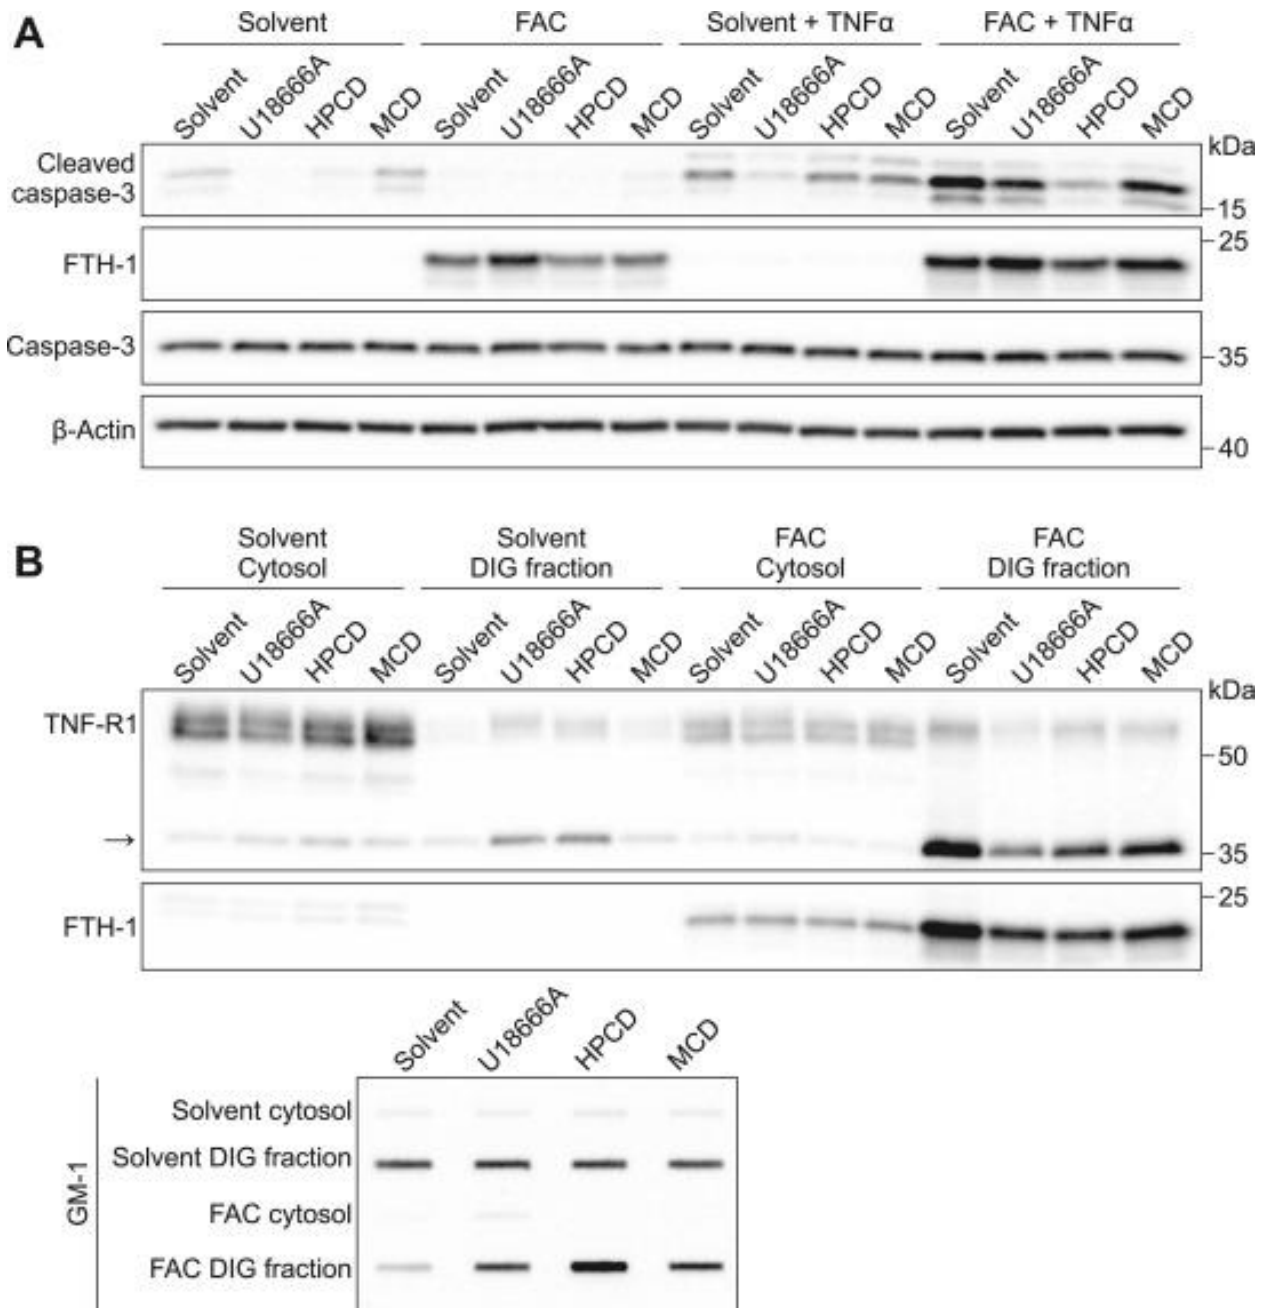 A
Solvent FAC Solvent + TNFα FAC + TNFα
Solvent U18666A HPCD MCD Solvent U18666A HPCD MCD Solvent U18666A HPCD MCD Solvent U18666A HPCD MCD
kDa
Cleaved
caspase-3
15
25
FTH-1
Caspase-3
35
β-Actin
40
B
Solvent Solvent FAC FAC
Cytosol DIG fraction Cytosol DIG fraction
Solvent U18666A HPCD MCD Solvent U18666A HPCD MCD Solvent U18666A HPCD MCD Solvent U18666A HPCD MCD
kDa
TNF-R1
50
→
35
25
FTH-1
Solvent U18666A HPCD MCD
GM-1
Solvent cytosol
Solvent DIG fraction
FAC cytosol
FAC DIG fraction